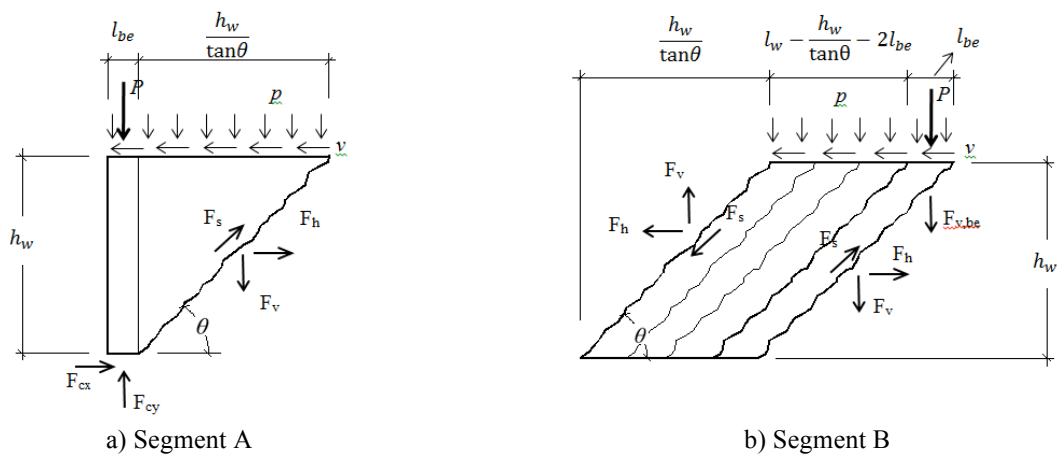 l_be
h_w/tanθ
P
p
v
F_s
F_h
h_w
F_v
θ
F_cx
F_cy
a) Segment A
h_w/tanθ
l_w − h_w/tanθ − 2l_be
l_be
P
p
v
F_v
F_s
F_h
F_v,be
F_s
F_h
h_w
F_v
θ
b) Segment B